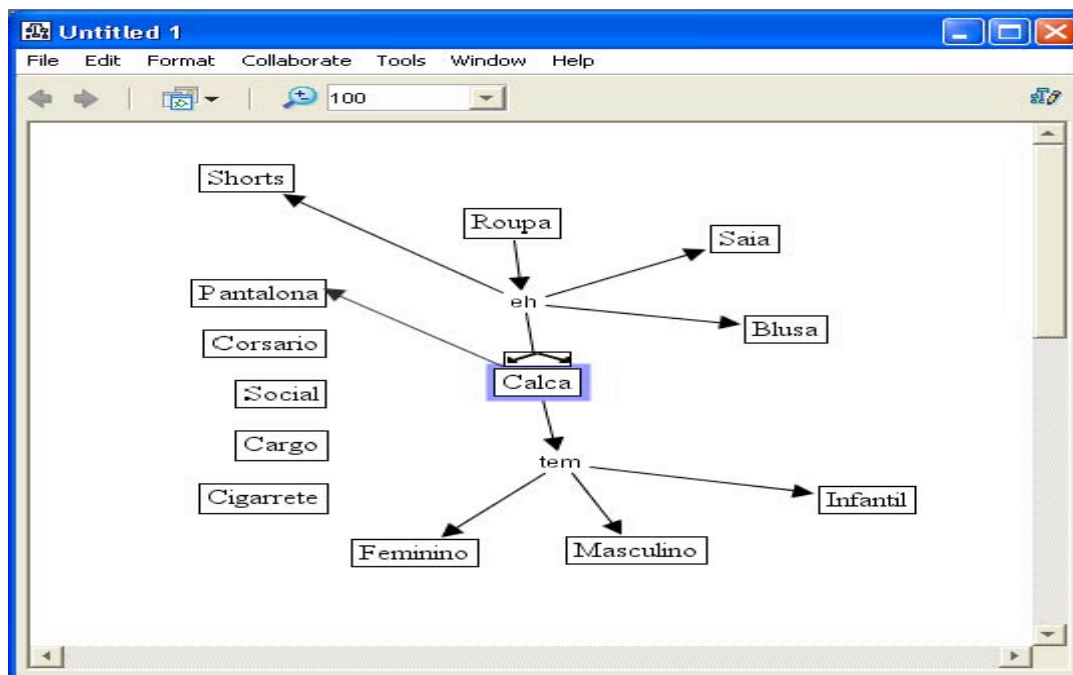 Untitled 1
File Edit Format Collaborate Tools Window Help
100
Shorts
Roupa
Saia
Pantalona
eh
Blusa
Corsario
Calca
Social
Cargo
tem
Cigarrete
Infantil
Feminino
Masculino